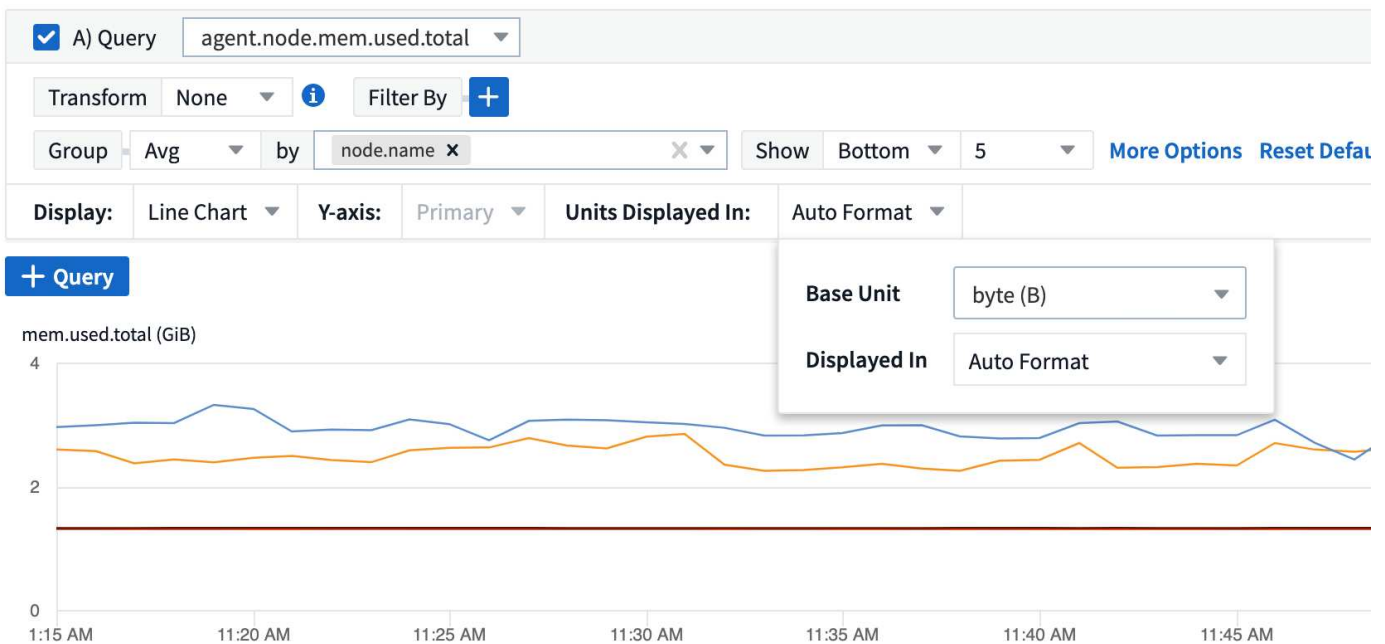 A) Query agent.node.mem.used.total
Transform None i Filter By +
Group Avg by node.name × Show Bottom 5 More Options Reset Defau
Display: Line Chart Y-axis: Primary Units Displayed In: Auto Format
+ Query
Base Unit byte (B)
Displayed In Auto Format
mem.used.total (GiB)
4
2
0
1:15 AM 11:20 AM 11:25 AM 11:30 AM 11:35 AM 11:40 AM 11:45 AM